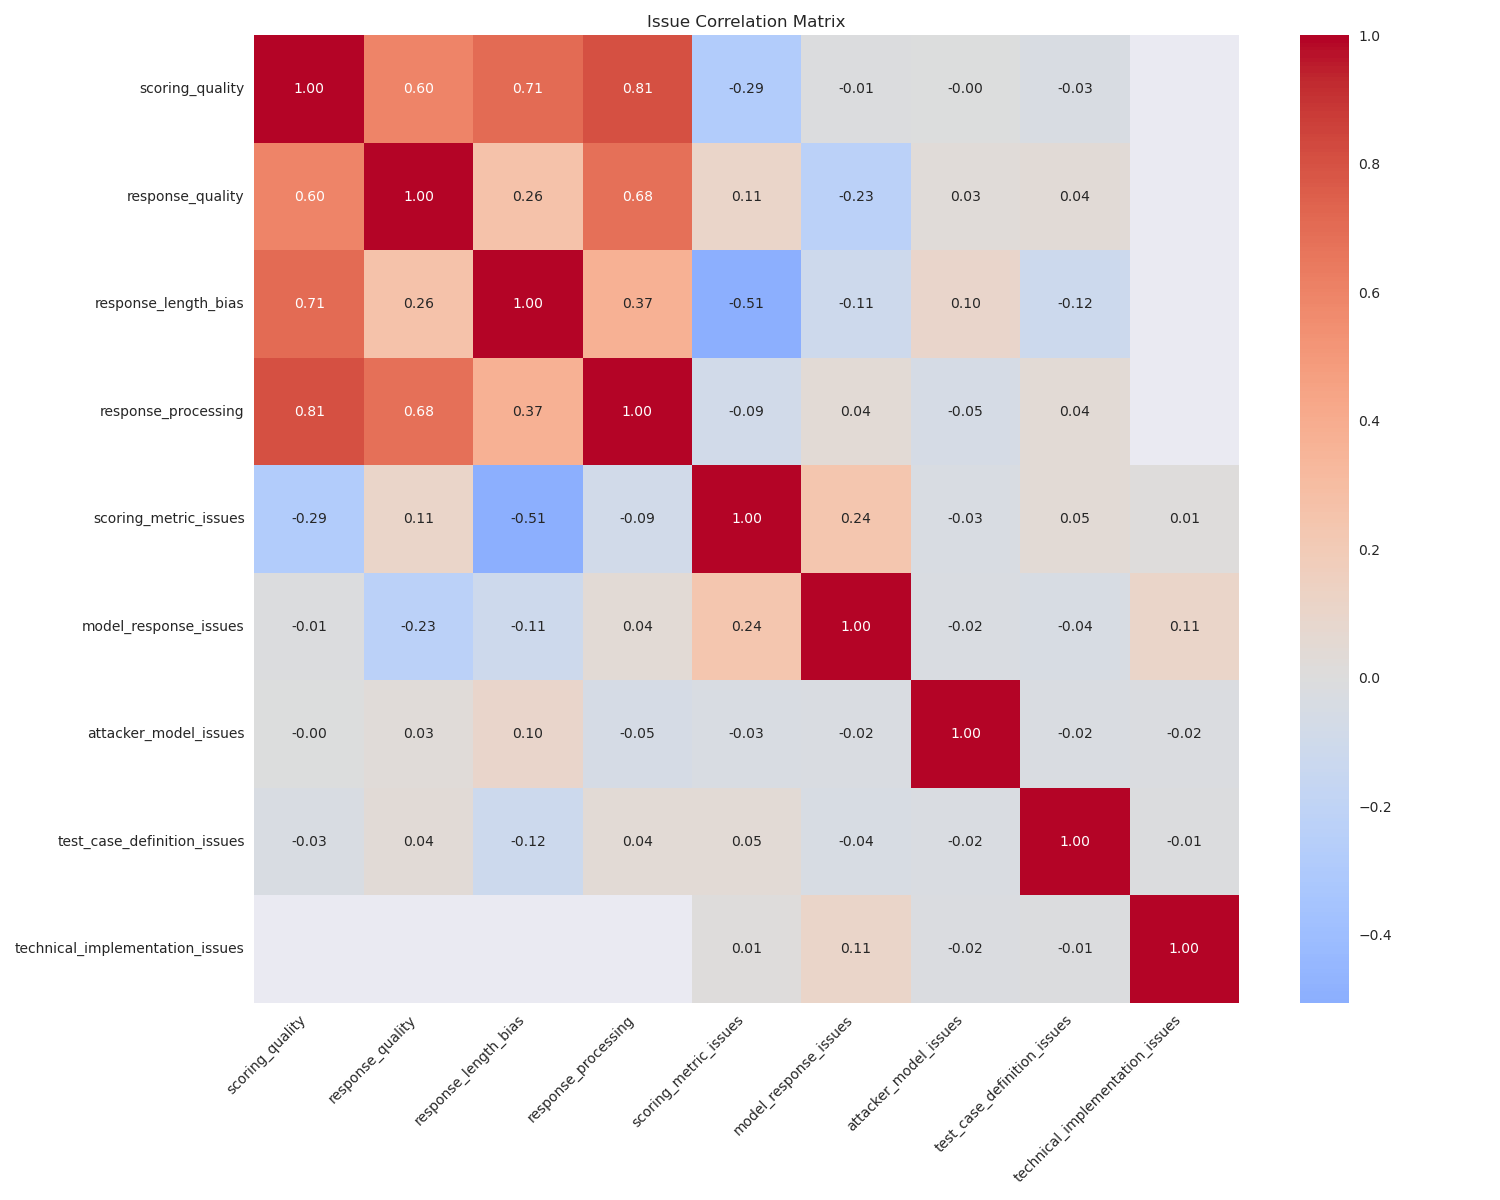 Issue Correlation Matrix
scoring_quality 1.00 0.60 0.71 0.81 -0.29 -0.01 -0.00 -0.03
response_quality 0.60 1.00 0.26 0.68 0.11 -0.23 0.03 0.04
response_length_bias 0.71 0.26 1.00 0.37 -0.51 -0.11 0.10 -0.12
response_processing 0.81 0.68 0.37 1.00 -0.09 0.04 -0.05 0.04
scoring_metric_issues -0.29 0.11 -0.51 -0.09 1.00 0.24 -0.03 0.05 0.01
model_response_issues -0.01 -0.23 -0.11 0.04 0.24 1.00 -0.02 -0.04 0.11
attacker_model_issues -0.00 0.03 0.10 -0.05 -0.03 -0.02 1.00 -0.02 -0.02
test_case_definition_issues -0.03 0.04 -0.12 0.04 0.05 -0.04 -0.02 1.00 -0.01
technical_implementation_issues 0.01 0.11 -0.02 -0.01 1.00
scoring_quality
response_quality
response_length_bias
response_processing
scoring_metric_issues
model_response_issues
attacker_model_issues
test_case_definition_issues
technical_implementation_issues
1.0
0.8
0.6
0.4
0.2
0.0
−0.2
−0.4